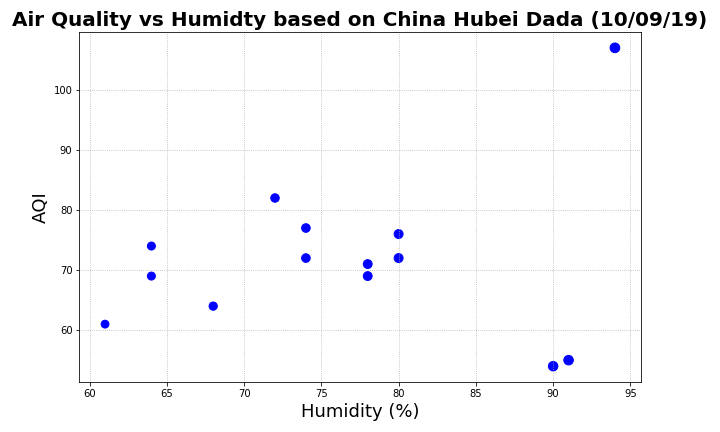 Air Quality vs Humidty based on China Hubei Dada (10/09/19)
100
90
80
70
60
AQI
60 65 70 75 80 85 90 95
Humidity (%)